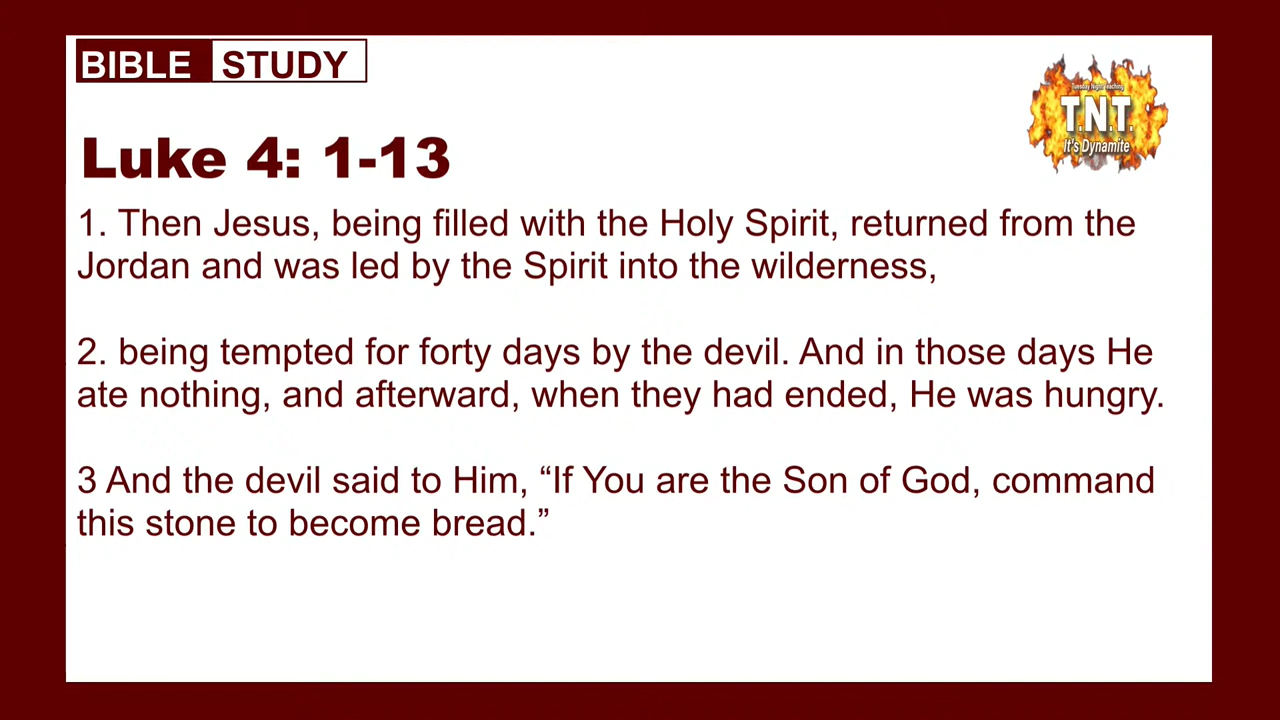 BIBLE STUDY
Tuesday Night Teaching
T.N.T.
It's Dynamite
Luke 4: 1-13
1. Then Jesus, being filled with the Holy Spirit, returned from the
Jordan and was led by the Spirit into the wilderness,
2. being tempted for forty days by the devil. And in those days He
ate nothing, and afterward, when they had ended, He was hungry.
3 And the devil said to Him, “If You are the Son of God, command
this stone to become bread.”